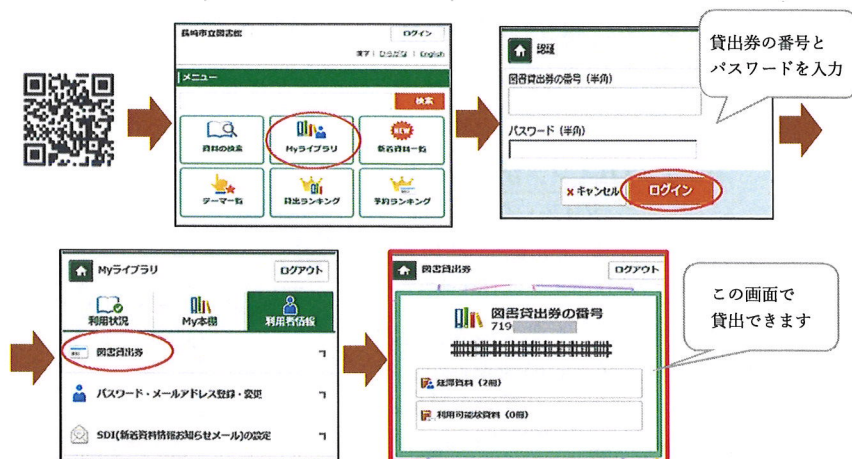 長崎市立図書館
ログイン
漢字 | ひらがな | English
メニュー
検索
資料の検索
Myライブラリ
NEW
新着資料一覧
テーマ一覧
貸出ランキング
予約ランキング
認証
図書貸出券の番号 (半角)
パスワード (半角)
×キャンセル
ログイン
貸出券の番号と
パスワードを入力
Myライブラリ
ログアウト
利用状況
My本棚
利用者情報
図書貸出券
パスワード・メールアドレス登録・変更
SDI(新着資料情報お知らせメール)の設定
図書貸出券
ログアウト
図書貸出券の番号
719
延滞資料 (2冊)
利用可能な資料 (0冊)
この画面で
貸出できます